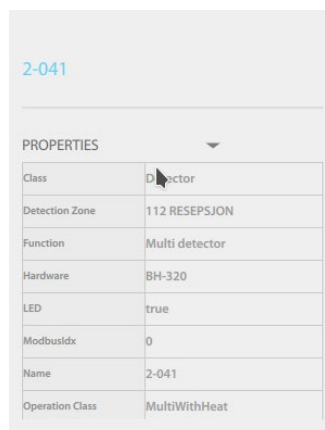 2-041
PROPERTIES
Class Detector
Detection Zone 112 RESEPSJON
Function Multi detector
Hardware BH-320
LED true
ModbusIdx 0
Name 2-041
Operation Class MultiWithHeat